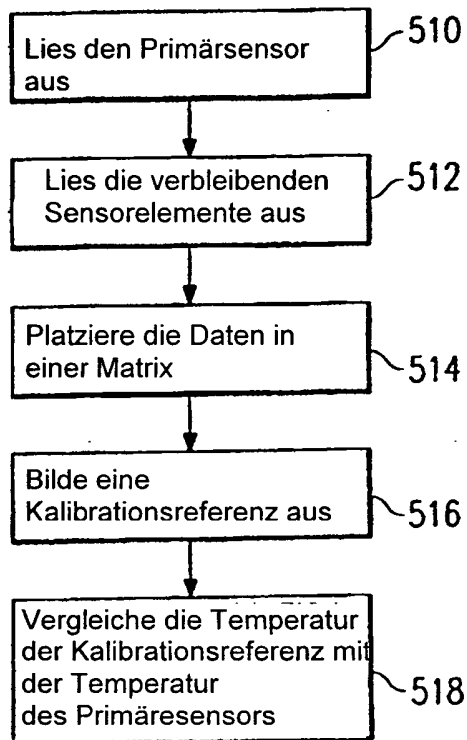 Lies den Primärsensor
aus
510
Lies die verbleibenden
Sensorelemente aus
512
Platziere die Daten in
einer Matrix
514
Bilde eine
Kalibrationsreferenz aus
516
Vergleiche die Temperatur
der Kalibrationsreferenz mit
der Temperatur
des Primäresensors
518